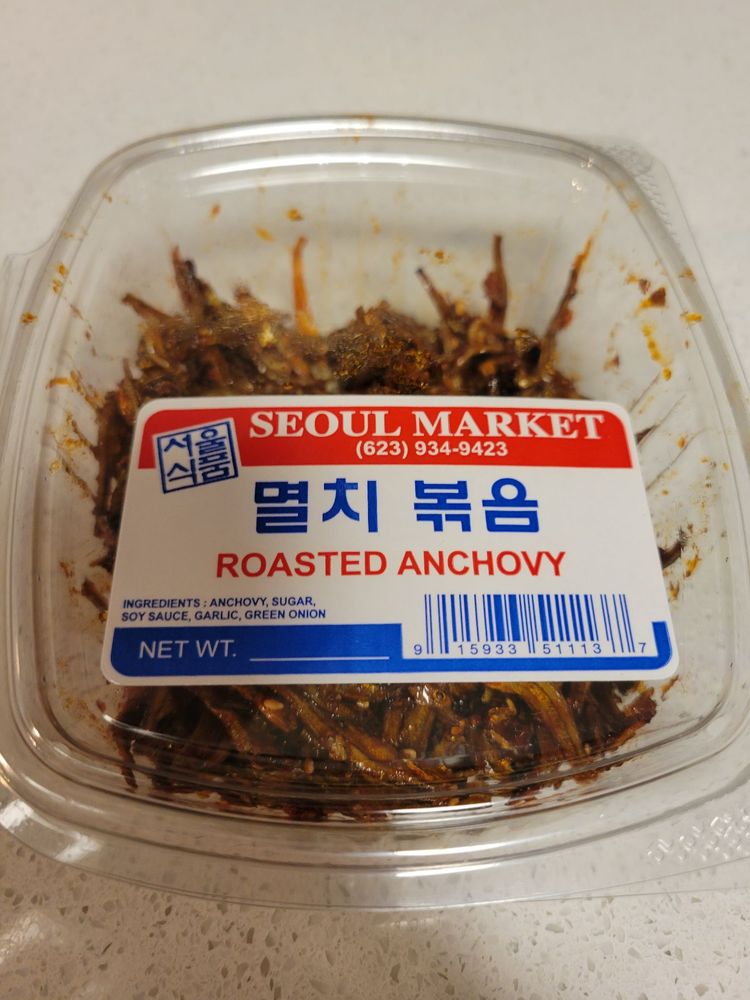 서울
식품
SEOUL MARKET
(623) 934-9423
멸치 볶음
ROASTED ANCHOVY
INGREDIENTS : ANCHOVY, SUGAR,
SOY SAUCE, GARLIC, GREEN ONION
NET WT.
9 15933 51113 7